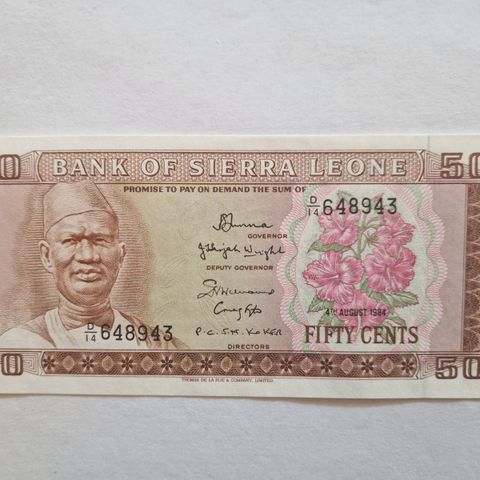 50 BANK OF SIERRA LEONE 50
PROMISE TO PAY ON DEMAND THE SUM OF
D/14 648943
GOVERNOR
DEPUTY GOVERNOR
4TH AUGUST 1984
FIFTY CENTS
D/14 648943
P.C.S.H. KOKER
DIRECTORS
50 50
THOMAS DE LA RUE & COMPANY, LIMITED